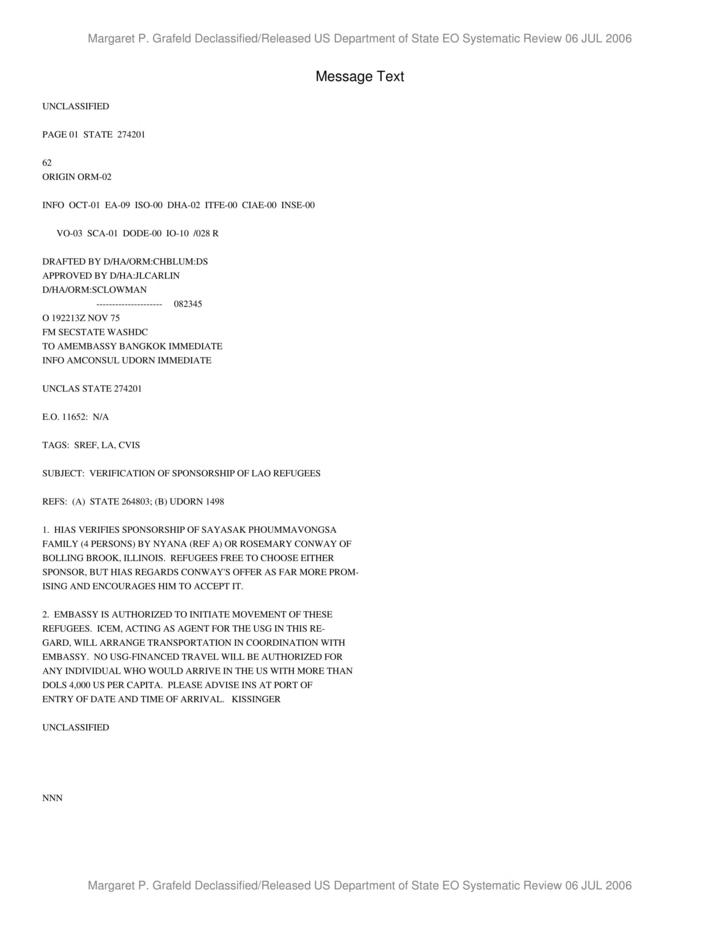 Margaret P. Grafeld Declassified/Released US Department of State EO Systematic Review 06 JUL 2006
Message Text
UNCLASSIFIED
PAGE 01 STATE 274201
62
ORIGIN ORM-02
INFO OCT-01 EA-09 ISO-00 DHA-02 ITFE-00 CIAE-00 INSE-00
VO-03 SCA-01 DODE-00 IO-10 /028 R
DRAFTED BY D/HA/ORM:CHBLUM:DS
APPROVED BY D/HA:JLCARLIN
D/HA/ORM:SCLOWMAN
--------------------- 082345
O 192213Z NOV 75
FM SECSTATE WASHDC
TO AMEMBASSY BANGKOK IMMEDIATE
INFO AMCONSUL UDORN IMMEDIATE
UNCLAS STATE 274201
E.O. 11652: N/A
TAGS: SREF, LA, CVIS
SUBJECT: VERIFICATION OF SPONSORSHIP OF LAO REFUGEES
REFS: (A) STATE 264803; (B) UDORN 1498
1. HIAS VERIFIES SPONSORSHIP OF SAYASAK PHOUMMAVONGSA
FAMILY (4 PERSONS) BY NYANA (REF A) OR ROSEMARY CONWAY OF
BOLLING BROOK, ILLINOIS. REFUGEES FREE TO CHOOSE EITHER
SPONSOR, BUT HIAS REGARDS CONWAY'S OFFER AS FAR MORE PROM-
ISING AND ENCOURAGES HIM TO ACCEPT IT.
2. EMBASSY IS AUTHORIZED TO INITIATE MOVEMENT OF THESE
REFUGEES. ICEM, ACTING AS AGENT FOR THE USG IN THIS RE-
GARD, WILL ARRANGE TRANSPORTATION IN COORDINATION WITH
EMBASSY. NO USG-FINANCED TRAVEL WILL BE AUTHORIZED FOR
ANY INDIVIDUAL WHO WOULD ARRIVE IN THE US WITH MORE THAN
DOLS 4,000 US PER CAPITA. PLEASE ADVISE INS AT PORT OF
ENTRY OF DATE AND TIME OF ARRIVAL. KISSINGER
UNCLASSIFIED
NNN
Margaret P. Grafeld Declassified/Released US Department of State EO Systematic Review 06 JUL 2006